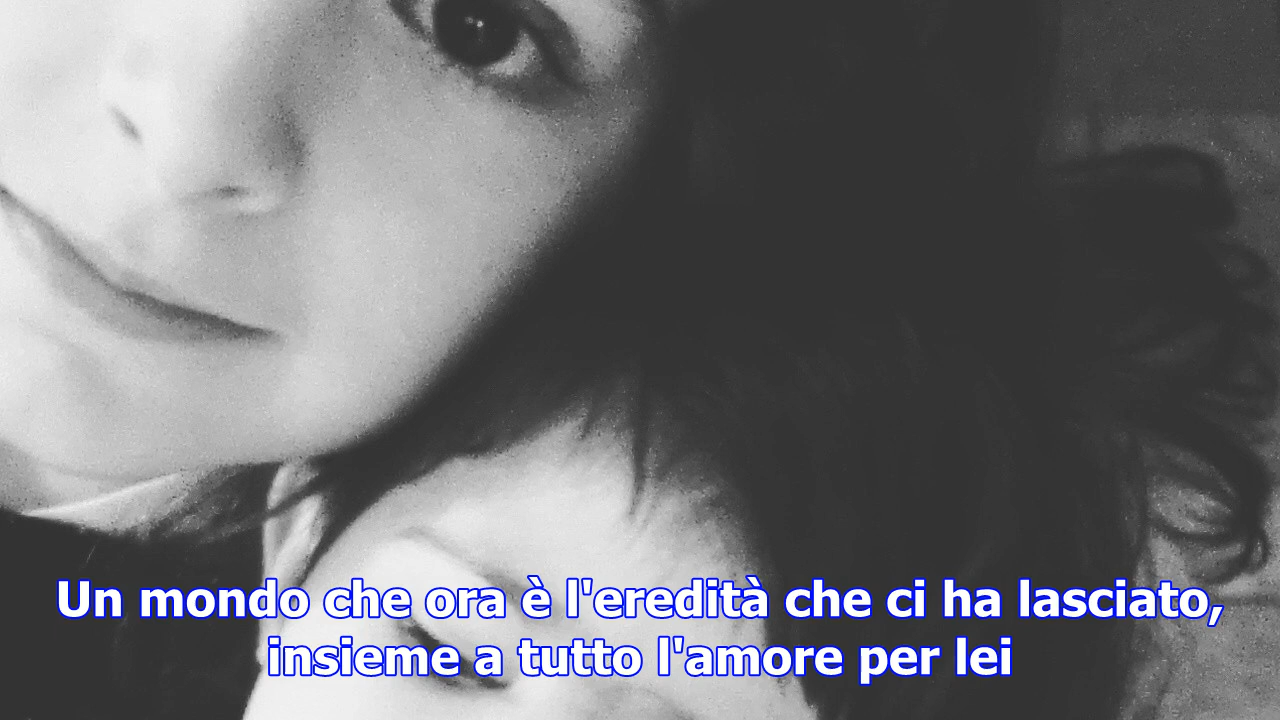 Un mondo che ora è l'eredità che ci ha lasciato,
insieme a tutto l'amore per lei